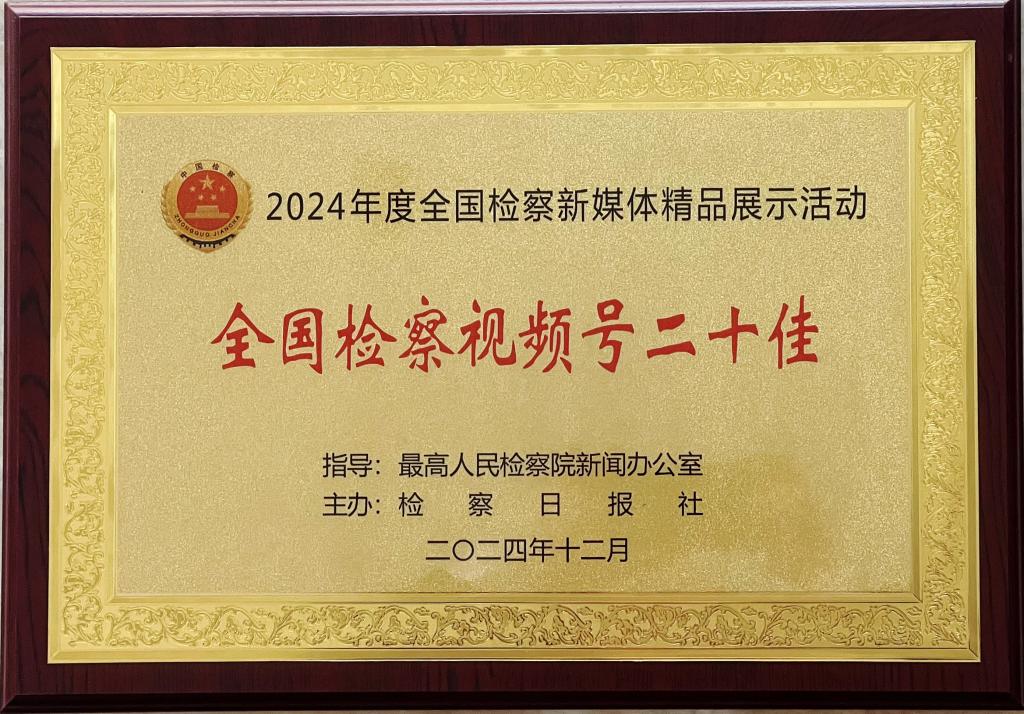 中国检察
ZHONGGUO JIANCHA
2024年度全国检察新媒体精品展示活动
全国检察视频号二十佳
指导：最高人民检察院新闻办公室
主办：检察日报社
二〇二四年十二月